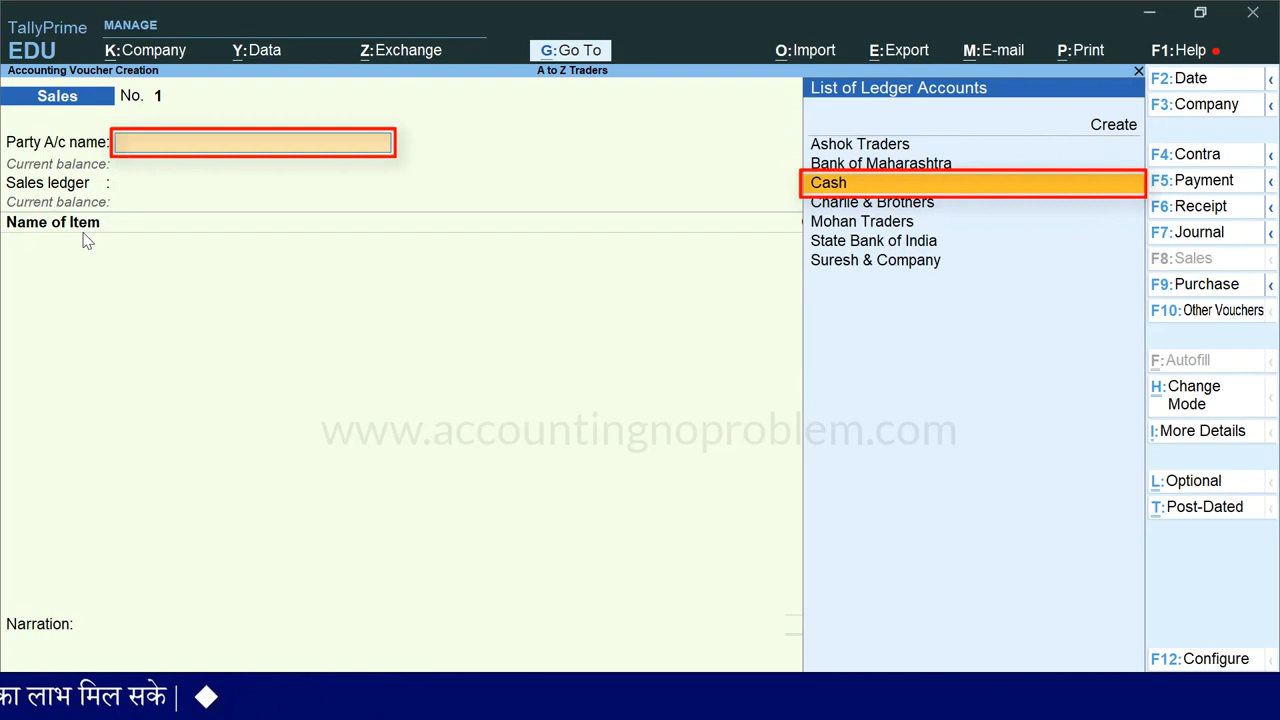 TallyPrime
EDU
MANAGE
K:Company Y:Data Z:Exchange G:Go To O:Import E:Export M:E-mail P:Print F1:Help
Accounting Voucher Creation A to Z Traders
Sales No. 1
Party A/c name:
Current balance:
Sales ledger :
Current balance:
Name of Item
Narration:
List of Ledger Accounts
Create
Ashok Traders
Bank of Maharashtra
Cash
Charlie & Brothers
Mohan Traders
State Bank of India
Suresh & Company
F2:Date
F3:Company
F4:Contra
F5:Payment
F6:Receipt
F7:Journal
F8:Sales
F9:Purchase
F10:Other Vouchers
F:Autofill
H:Change
Mode
I:More Details
L:Optional
T:Post-Dated
F12:Configure
www.accountingnoproblem.com
का लाभ मिल सके |